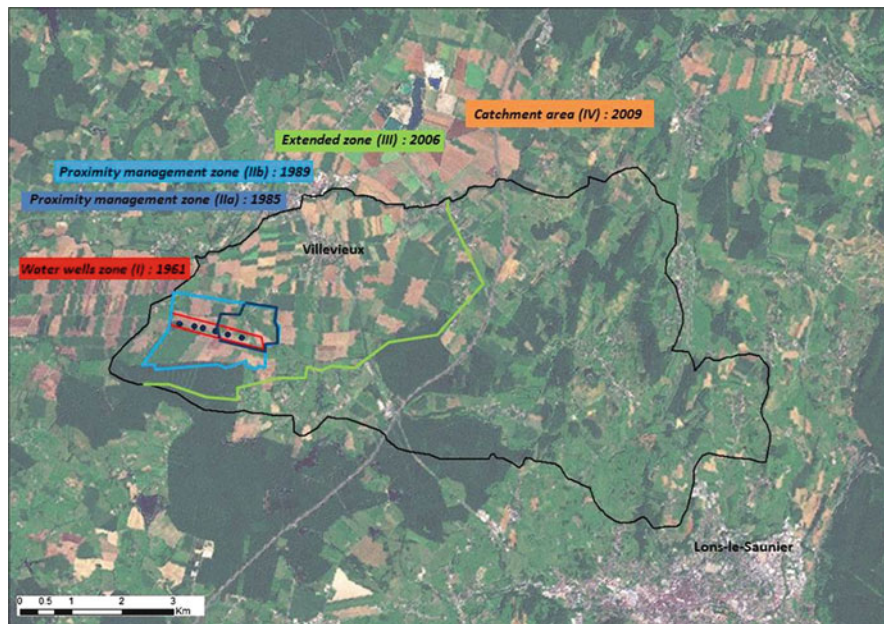 Catchment area (IV) : 2009
Extended zone (III) : 2006
Proximity management zone (IIb) : 1989
Proximity management zone (IIa) : 1985
Villevieux
Water wells zone (I) : 1961
Lons-le-Saunier
0 0.5 1 2 3
Km